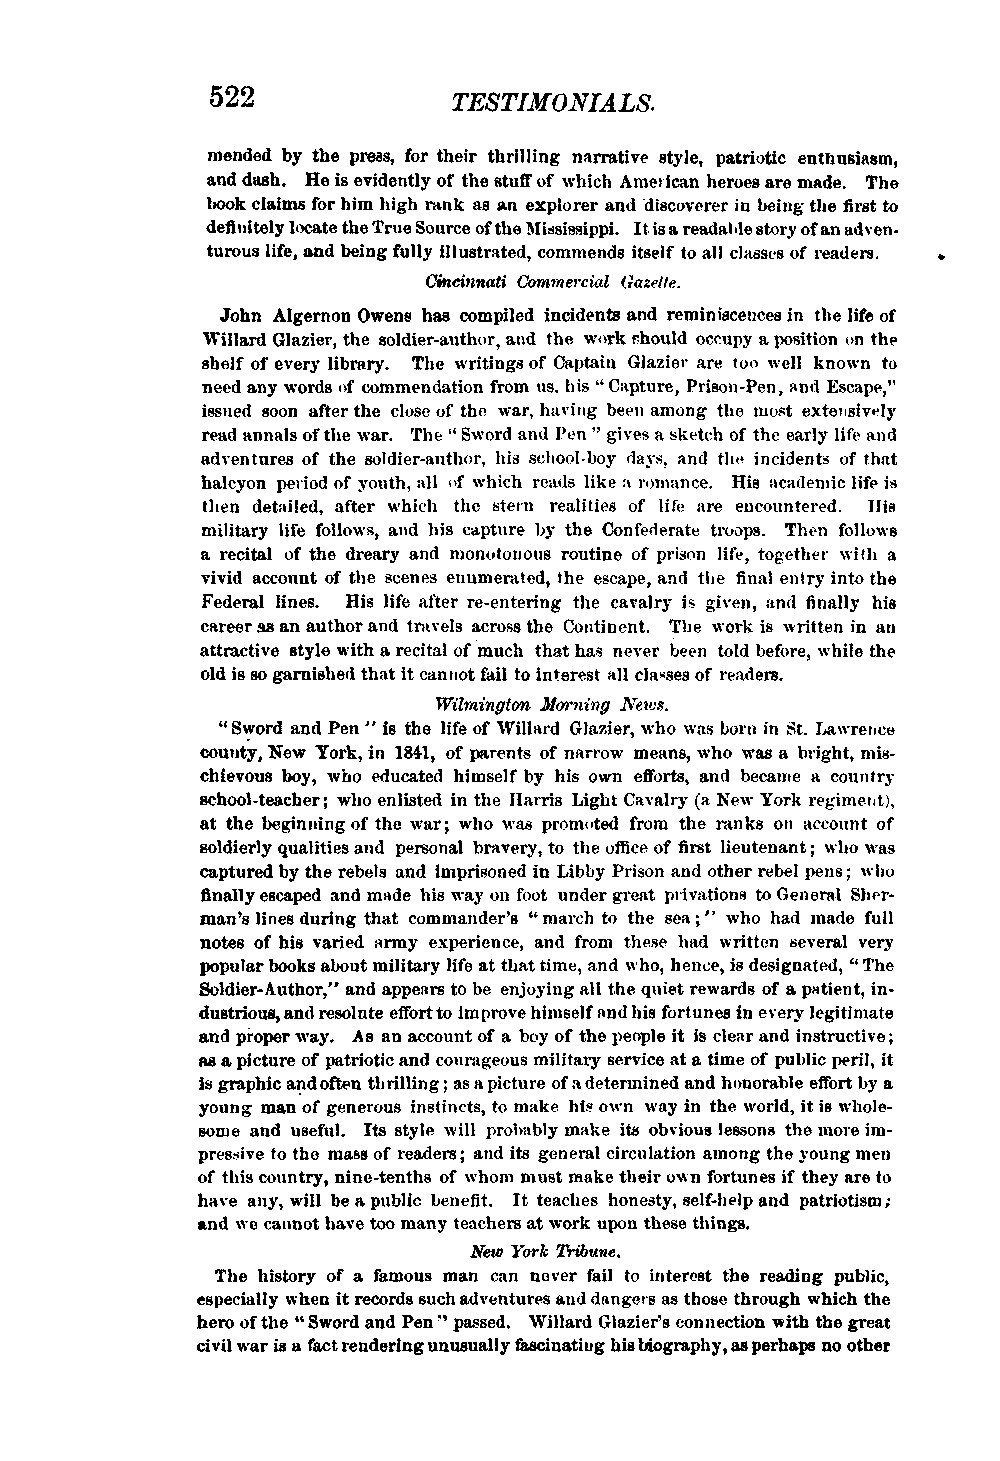 522
TESTIMONIALS.
mended by the press, for their thrilling narrative style, patriotic enthusiasm,
and dash. He is evidently of the stuff of which American heroes are made. The
book claims for him high rank as an explorer and discoverer in being the first to
definitely locate the True Source of the Mississippi. It is a readable story of an adven-
turous life, and being fully illustrated, commends itself to all classes of readers.
Cincinnati Commercial Gazette.
John Algernon Owens has compiled incidents and reminiscences in the life of
Willard Glazier, the soldier-author, and the work should occupy a position on the
shelf of every library. The writings of Captain Glazier are too well known to
need any words of commendation from us, his "Capture, Prison-Pen, and Escape,"
issued soon after the close of the war, having been among the most extensively
read annals of the war. The "Sword and Pen" gives a sketch of the early life and
adventures of the soldier-author, his school-boy days, and the incidents of that
halcyon period of youth, all of which reads like a romance. His academic life is
then detailed, after which the stern realities of life are encountered. His
military life follows, and his capture by the Confederate troops. Then follows
a recital of the dreary and monotonous routine of prison life, together with a
vivid account of the scenes enumerated, the escape, and the final entry into the
Federal lines. His life after re-entering the cavalry is given, and finally his
career as an author and travels across the Continent. The work is written in an
attractive style with a recital of much that has never been told before, while the
old is so garnished that it cannot fail to interest all classes of readers.
Wilmington Morning News.
"Sword and Pen" is the life of Willard Glazier, who was born in St. Lawrence
county, New York, in 1841, of parents of narrow means, who was a bright, mis-
chievous boy, who educated himself by his own efforts, and became a country
school-teacher; who enlisted in the Harris Light Cavalry (a New York regiment),
at the beginning of the war; who was promoted from the ranks on account of
soldierly qualities and personal bravery, to the office of first lieutenant; who was
captured by the rebels and imprisoned in Libby Prison and other rebel pens; who
finally escaped and made his way on foot under great privations to General Sher-
man's lines during that commander's "march to the sea;" who had made full
notes of his varied army experience, and from these had written several very
popular books about military life at that time, and who, hence, is designated, "The
Soldier-Author," and appears to be enjoying all the quiet rewards of a patient, in-
dustrious, and resolute effort to improve himself and his fortunes in every legitimate
and proper way. As an account of a boy of the people it is clear and instructive;
as a picture of patriotic and courageous military service at a time of public peril, it
is graphic and often thrilling; as a picture of a determined and honorable effort by a
young man of generous instincts, to make his own way in the world, it is whole-
some and useful. Its style will probably make its obvious lessons the more im-
pressive to the mass of readers; and its general circulation among the young men
of this country, nine-tenths of whom must make their own fortunes if they are to
have any, will be a public benefit. It teaches honesty, self-help and patriotism;
and we cannot have too many teachers at work upon these things.
New York Tribune.
The history of a famous man can never fail to interest the reading public,
especially when it records such adventures and dangers as those through which the
hero of the "Sword and Pen" passed. Willard Glazier's connection with the great
civil war is a fact rendering unusually fascinating his biography, as perhaps no other